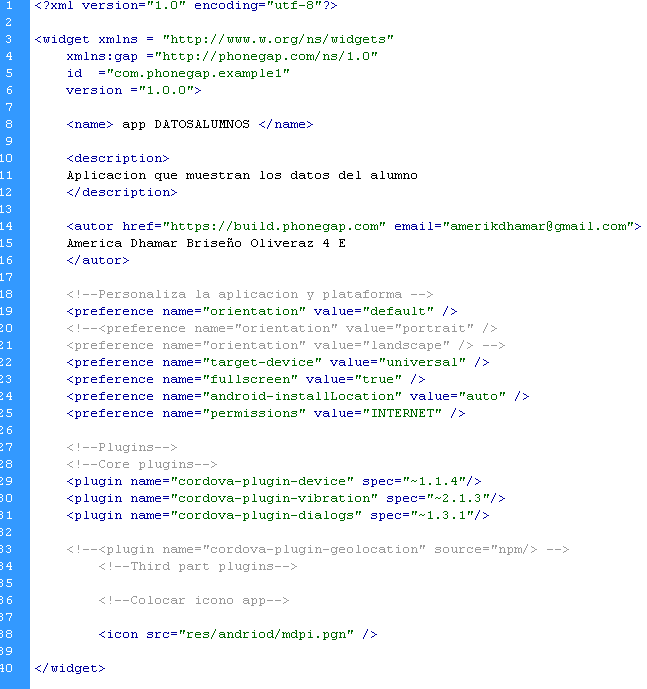 1 <?xml version="1.0" encoding="utf-8"?>
2
3 <widget xmlns = "http://www.w.org/ns/widgets"
4 xmlns:gap ="http://phonegap.com/ns/1.0"
5 id ="com.phonegap.example1"
6 version ="1.0.0">
7
8 <name> app DATOSALUMNOS </name>
9
10 <description>
11 Aplicacion que muestran los datos del alumno
12 </description>
13
14 <autor href="https://build.phonegap.com" email="amerikdhamar@gmail.com">
15 America Dhamar Briseño Oliveraz 4 E
16 </autor>
17
18 <!--Personaliza la aplicacion y plataforma -->
19 <preference name="orientation" value="default" />
20 <!--<preference name="orientation" value="portrait" />
21 <preference name="orientation" value="landscape" /> -->
22 <preference name="target-device" value="universal" />
23 <preference name="fullscreen" value="true" />
24 <preference name="android-installLocation" value="auto" />
25 <preference name="permissions" value="INTERNET" />
26
27 <!--Plugins-->
28 <!--Core plugins-->
29 <plugin name="cordova-plugin-device" spec="~1.1.4"/>
30 <plugin name="cordova-plugin-vibration" spec="~2.1.3"/>
31 <plugin name="cordova-plugin-dialogs" spec="~1.3.1"/>
32
33 <!--<plugin name="cordova-plugin-geolocation" source="npm/> -->
34 <!--Third part plugins-->
35
36 <!--Colocar icono app-->
37
38 <icon src="res/andriod/mdpi.pgn" />
39
40 </widget>